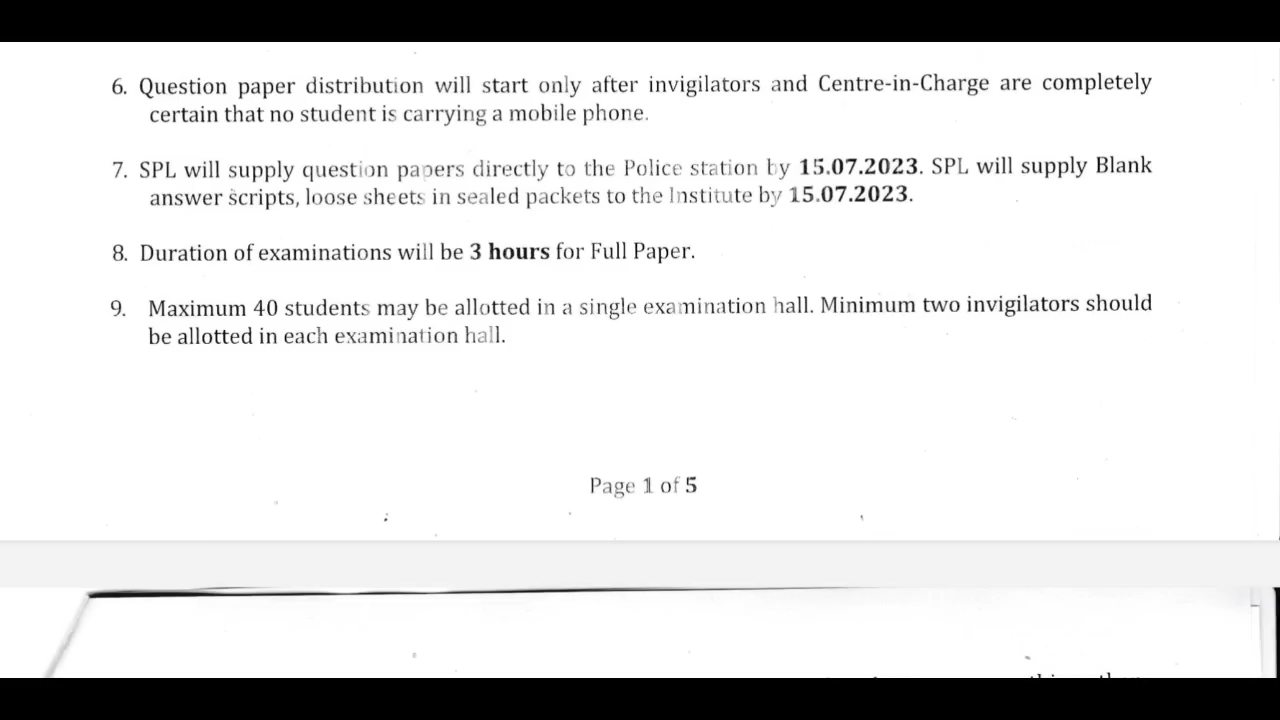 6. Question paper distribution will start only after invigilators and Centre-in-Charge are completely
certain that no student is carrying a mobile phone.
7. SPL will supply question papers directly to the Police station by 15.07.2023. SPL will supply Blank
answer scripts, loose sheets in sealed packets to the Institute by 15.07.2023.
8. Duration of examinations will be 3 hours for Full Paper.
9. Maximum 40 students may be allotted in a single examination hall. Minimum two invigilators should
be allotted in each examination hall.
Page 1 of 5